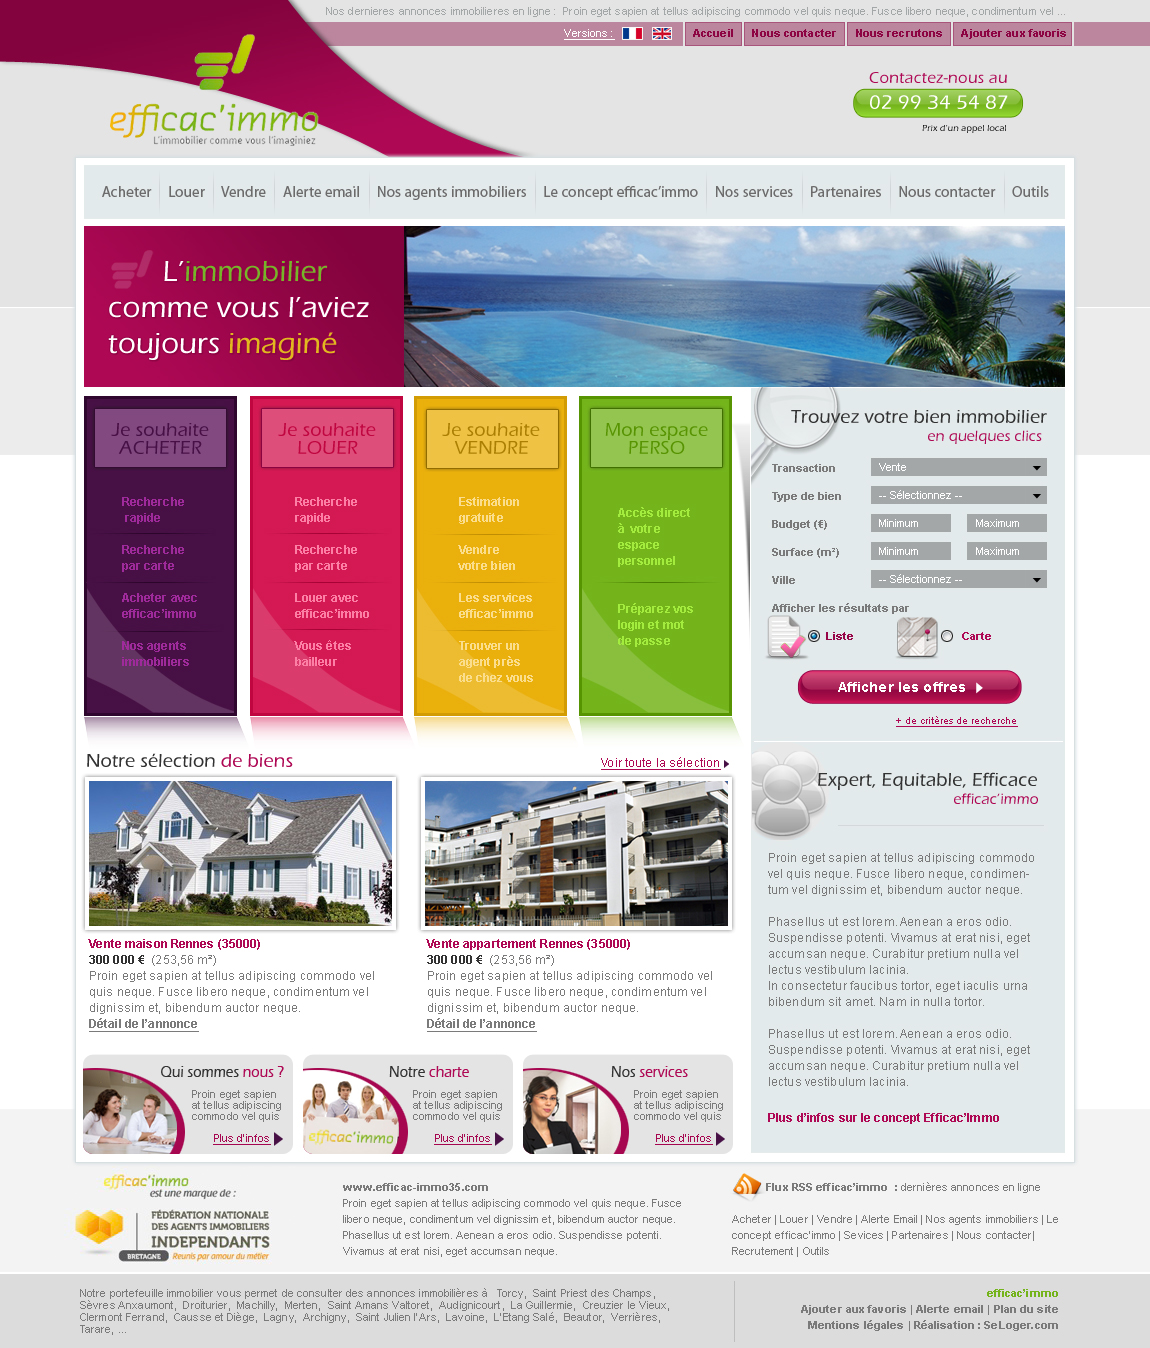 Nos dernieres annonces immobilieres en ligne : Proin eget sapien at tellus adipiscing commodo vel quis neque. Fusce libero neque, condimentum vel ...
Versions :
Accueil
Nous contacter
Nous recrutons
Ajouter aux favoris
efficac'immo
L'immobilier comme vous l'imaginiez
Contactez-nous au
02 99 34 54 87
Prix d'un appel local
Acheter
Louer
Vendre
Alerte email
Nos agents immobiliers
Le concept efficac'immo
Nos services
Partenaires
Nous contacter
Outils
L'immobilier
comme vous l'aviez
toujours imaginé
Je souhaite
ACHETER
Recherche
rapide
Recherche
par carte
Acheter avec
efficac'immo
Nos agents
immobiliers
Je souhaite
LOUER
Recherche
rapide
Recherche
par carte
Louer avec
efficac'immo
Vous êtes
bailleur
Je souhaite
VENDRE
Estimation
gratuite
Vendre
votre bien
Les services
efficac'immo
Trouver un
agent près
de chez vous
Mon espace
PERSO
Accès direct
à votre
espace
personnel
Préparez vos
login et mot
de passe
Trouvez votre bien immobilier
en quelques clics
Transaction
Vente
Type de bien
-- Sélectionnez --
Budget (€)
Minimum
Maximum
Surface (m²)
Minimum
Maximum
Ville
-- Sélectionnez --
Afficher les résultats par
Liste
Carte
Afficher les offres
+ de critères de recherche
Notre sélection de biens
Voir toute la sélection
Vente maison Rennes (35000)
300 000 € (253,56 m²)
Proin eget sapien at tellus adipiscing commodo vel
quis neque. Fusce libero neque, condimentum vel
dignissim et, bibendum auctor neque.
Détail de l'annonce
Vente appartement Rennes (35000)
300 000 € (253,56 m²)
Proin eget sapien at tellus adipiscing commodo vel
quis neque. Fusce libero neque, condimentum vel
dignissim et, bibendum auctor neque.
Détail de l'annonce
Expert, Equitable, Efficace
efficac'immo
Proin eget sapien at tellus adipiscing commodo
vel quis neque. Fusce libero neque, condimen-
tum vel dignissim et, bibendum auctor neque.
Phasellus ut est lorem. Aenean a eros odio.
Suspendisse potenti. Vivamus at erat nisi, eget
accumsan neque. Curabitur pretium nulla vel
lectus vestibulum lacinia.
In consectetur faucibus tortor, eget iaculis urna
bibendum sit amet. Nam in nulla tortor.
Phasellus ut est lorem. Aenean a eros odio.
Suspendisse potenti. Vivamus at erat nisi, eget
accumsan neque. Curabitur pretium nulla vel
lectus vestibulum lacinia.
Plus d'infos sur le concept Efficac'Immo
Qui sommes nous ?
Proin eget sapien
at tellus adipiscing
commodo vel quis
Plus d'infos
Notre charte
efficac'immo
Proin eget sapien
at tellus adipiscing
commodo vel quis
Plus d'infos
Nos services
Proin eget sapien
at tellus adipiscing
commodo vel quis
Plus d'infos
efficac'immo
est une marque de :
FÉDÉRATION NATIONALE
DES AGENTS IMMOBILIERS
INDEPENDANTS
BRETAGNE
Reunis par amour du métier
www.efficac-immo35.com
Proin eget sapien at tellus adipiscing commodo vel quis neque. Fusce
libero neque, condimentum vel dignissim et, bibendum auctor neque.
Phasellus ut est lorem. Aenean a eros odio. Suspendisse potenti.
Vivamus at erat nisi, eget accumsan neque.
Flux RSS efficac'immo : dernières annonces en ligne
Acheter | Louer | Vendre | Alerte Email | Nos agents immobiliers | Le
concept efficac'immo | Sevices | Partenaires | Nous contacter|
Recrutement | Outils
Notre portefeuille immobilier vous permet de consulter des annonces immobilières à Torcy, Saint Priest des Champs,
Sèvres Anxaumont, Droiturier, Machilly, Merten, Saint Amans Valtoret, Audignicourt, La Guillermie, Creuzier le Vieux,
Clermont Ferrand, Causse et Diège, Lagny, Archigny, Saint Julien l'Ars, Lavoine, L'Etang Salé, Beautor, Verrières,
Tarare, ...
efficac'immo
Ajouter aux favoris | Alerte email | Plan du site
Mentions légales | Réalisation : SeLoger.com